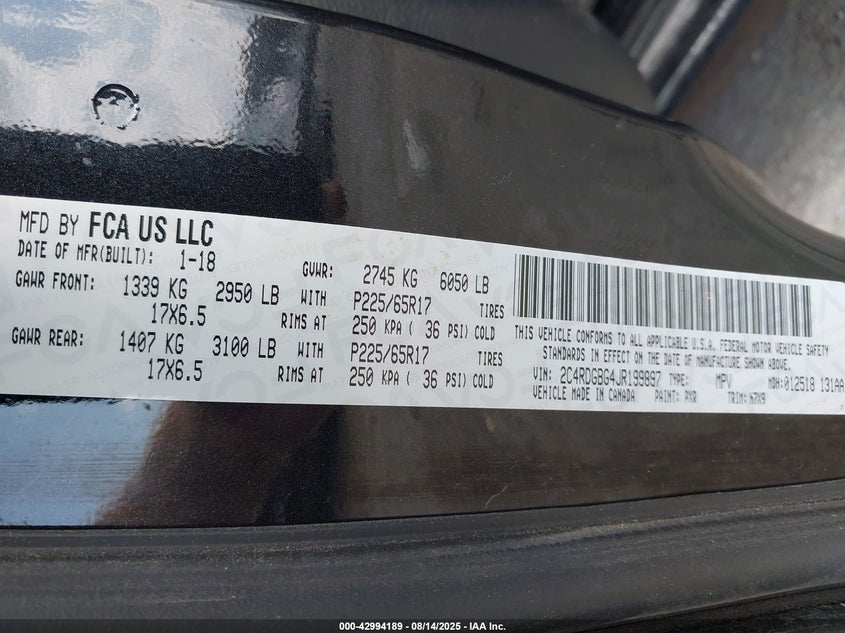 MFD BY FCA US LLC
DATE OF MFR(BUILT): 1-18 GVWR: 2745 KG 6050 LB
GAWR FRONT: 1339 KG 2950 LB WITH P225/65R17 TIRES
17X6.5 RIMS AT 250 KPA ( 36 PSI) COLD
GAWR REAR: 1407 KG 3100 LB WITH P225/65R17 TIRES
17X6.5 RIMS AT 250 KPA ( 36 PSI) COLD
THIS VEHICLE CONFORMS TO ALL APPLICABLE U.S.A. FEDERAL MOTOR VEHICLE SAFETY
STANDARDS IN EFFECT ON THE DATE OF MANUFACTURE SHOWN ABOVE.
VIN: 2C4RDGBG4JR199897 TYPE: MPV MDH: 012518 131AA
VEHICLE MADE IN CANADA PAINT: PXR TRIM:
000-42994189 - 08/14/2025 - IAA Inc.